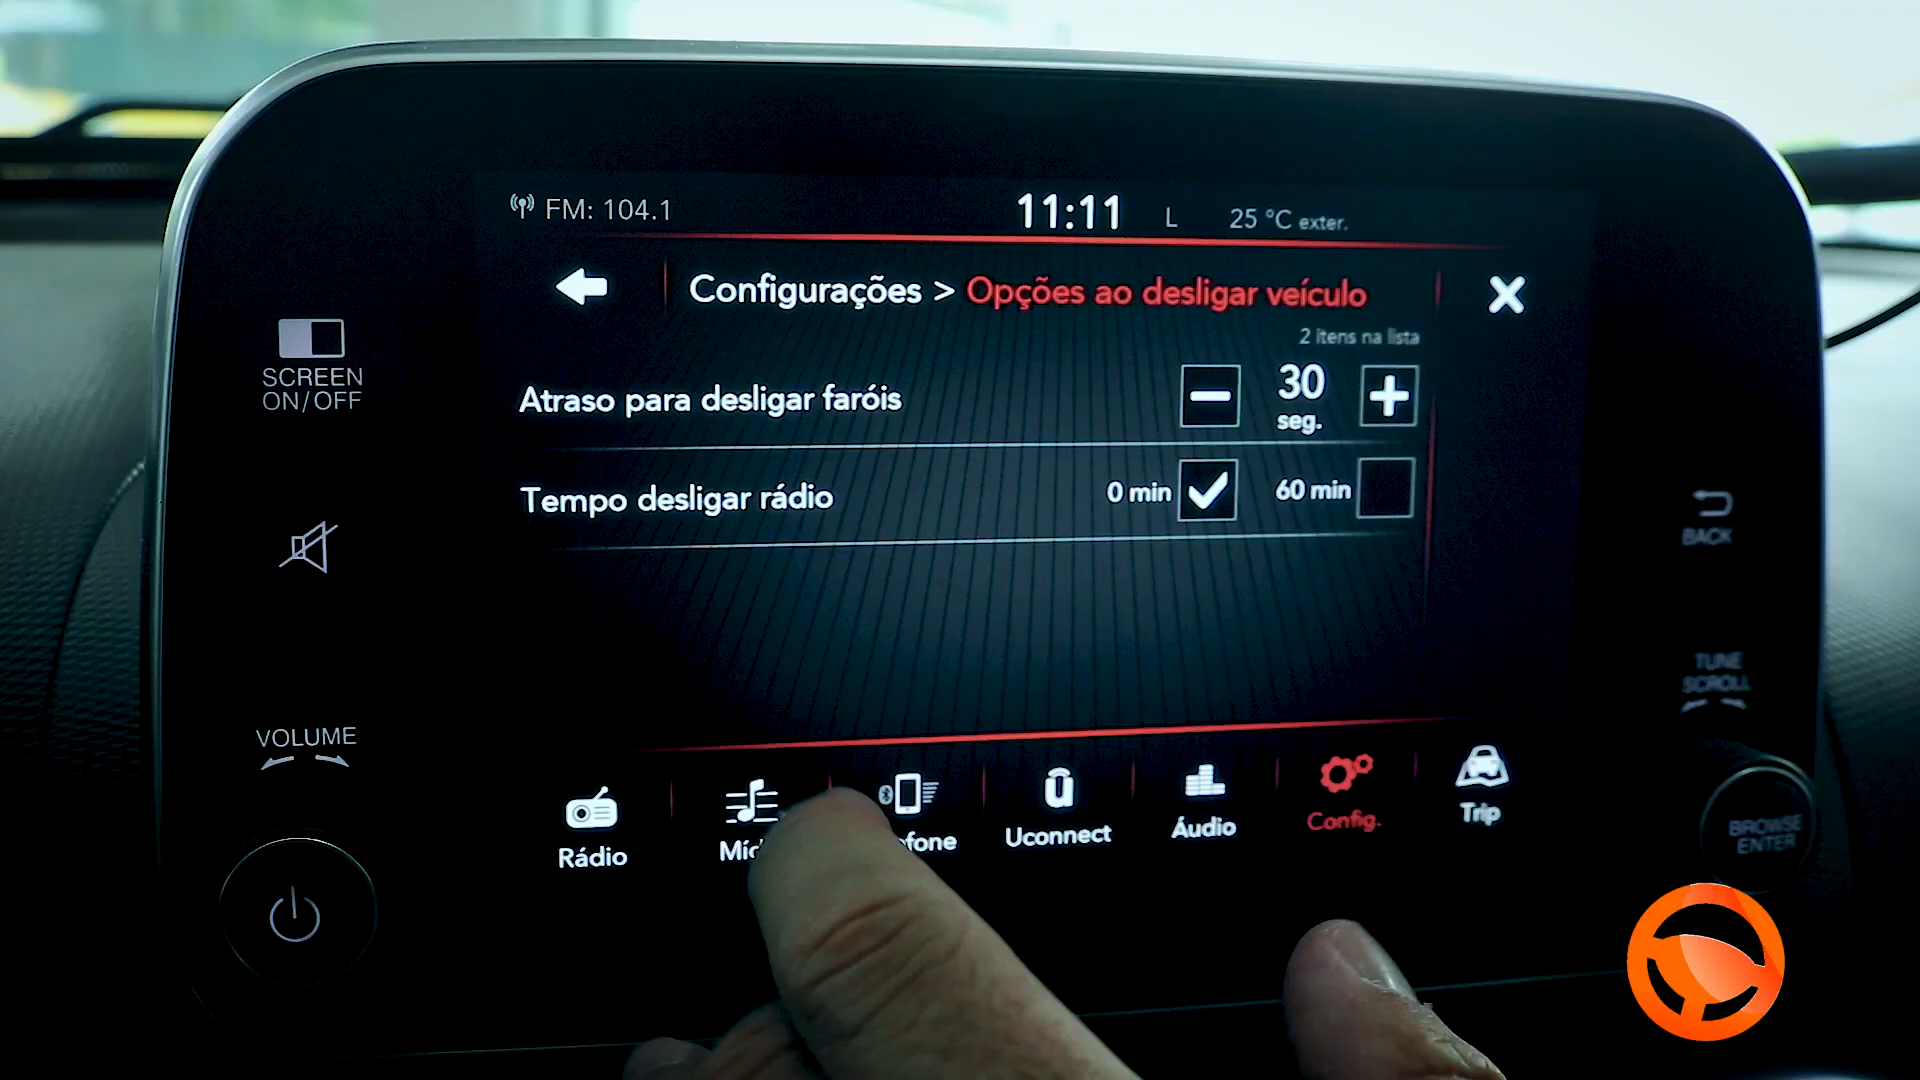 FM: 104.1 11:11 L 25 °C exter.
Configurações > Opções ao desligar veículo
2 itens na lista
SCREEN
ON/OFF
Atraso para desligar faróis 30
seg.
Tempo desligar rádio 0 min 60 min
BACK
TUNE
SCROLL
VOLUME
Rádio Uconnect Áudio Config. Trip
BROWSE
ENTER